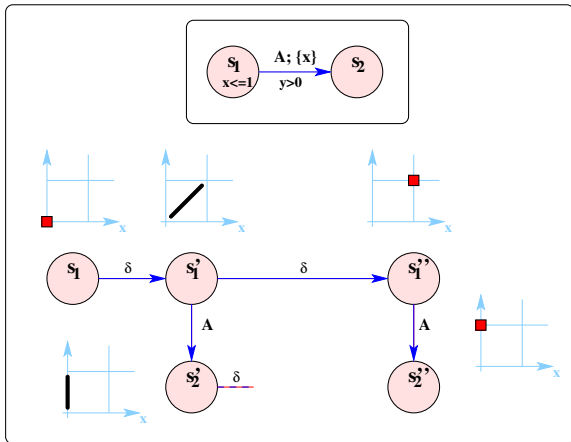 s1 A; {x} s2
x<=1 y>0
x x x
s1 δ s1' δ s1''
A A
x
s2' δ s2''
x